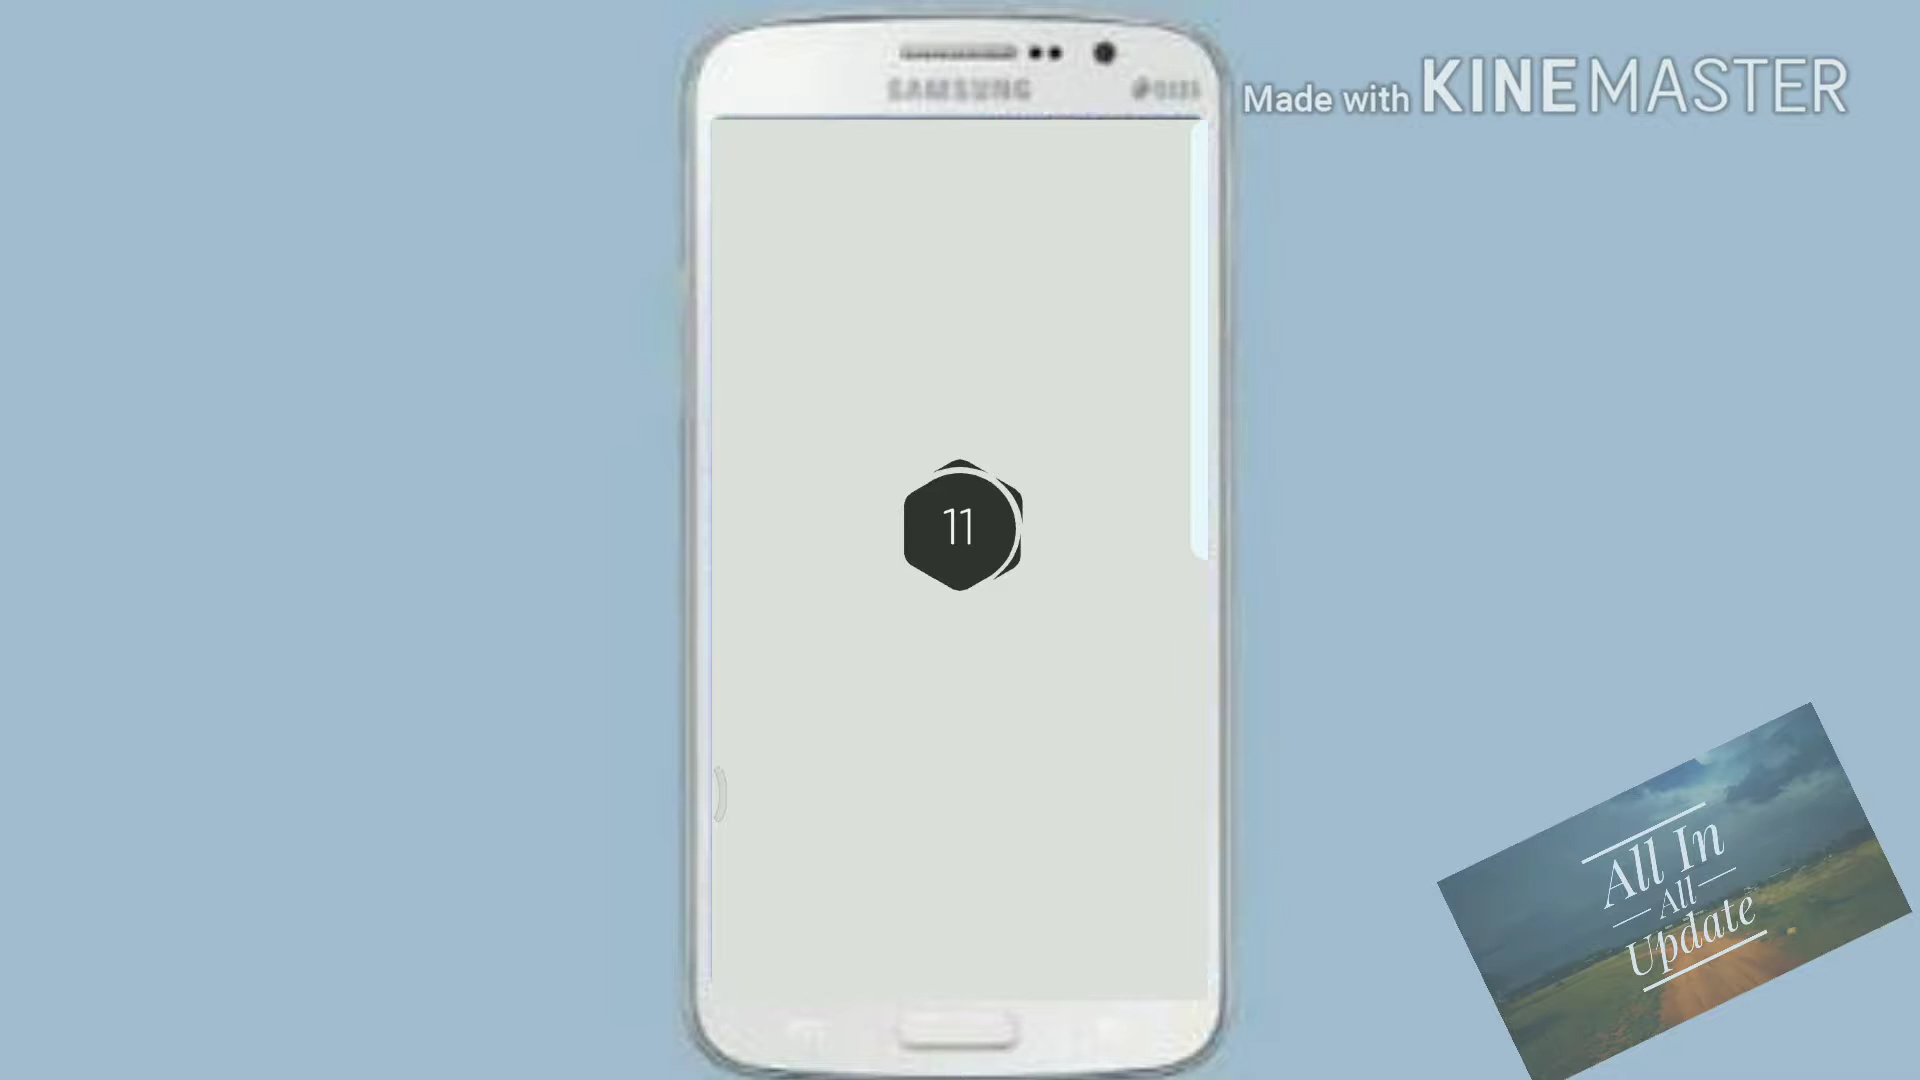 SAMSUNG
Made with KINEMASTER
11
All In
All
Update